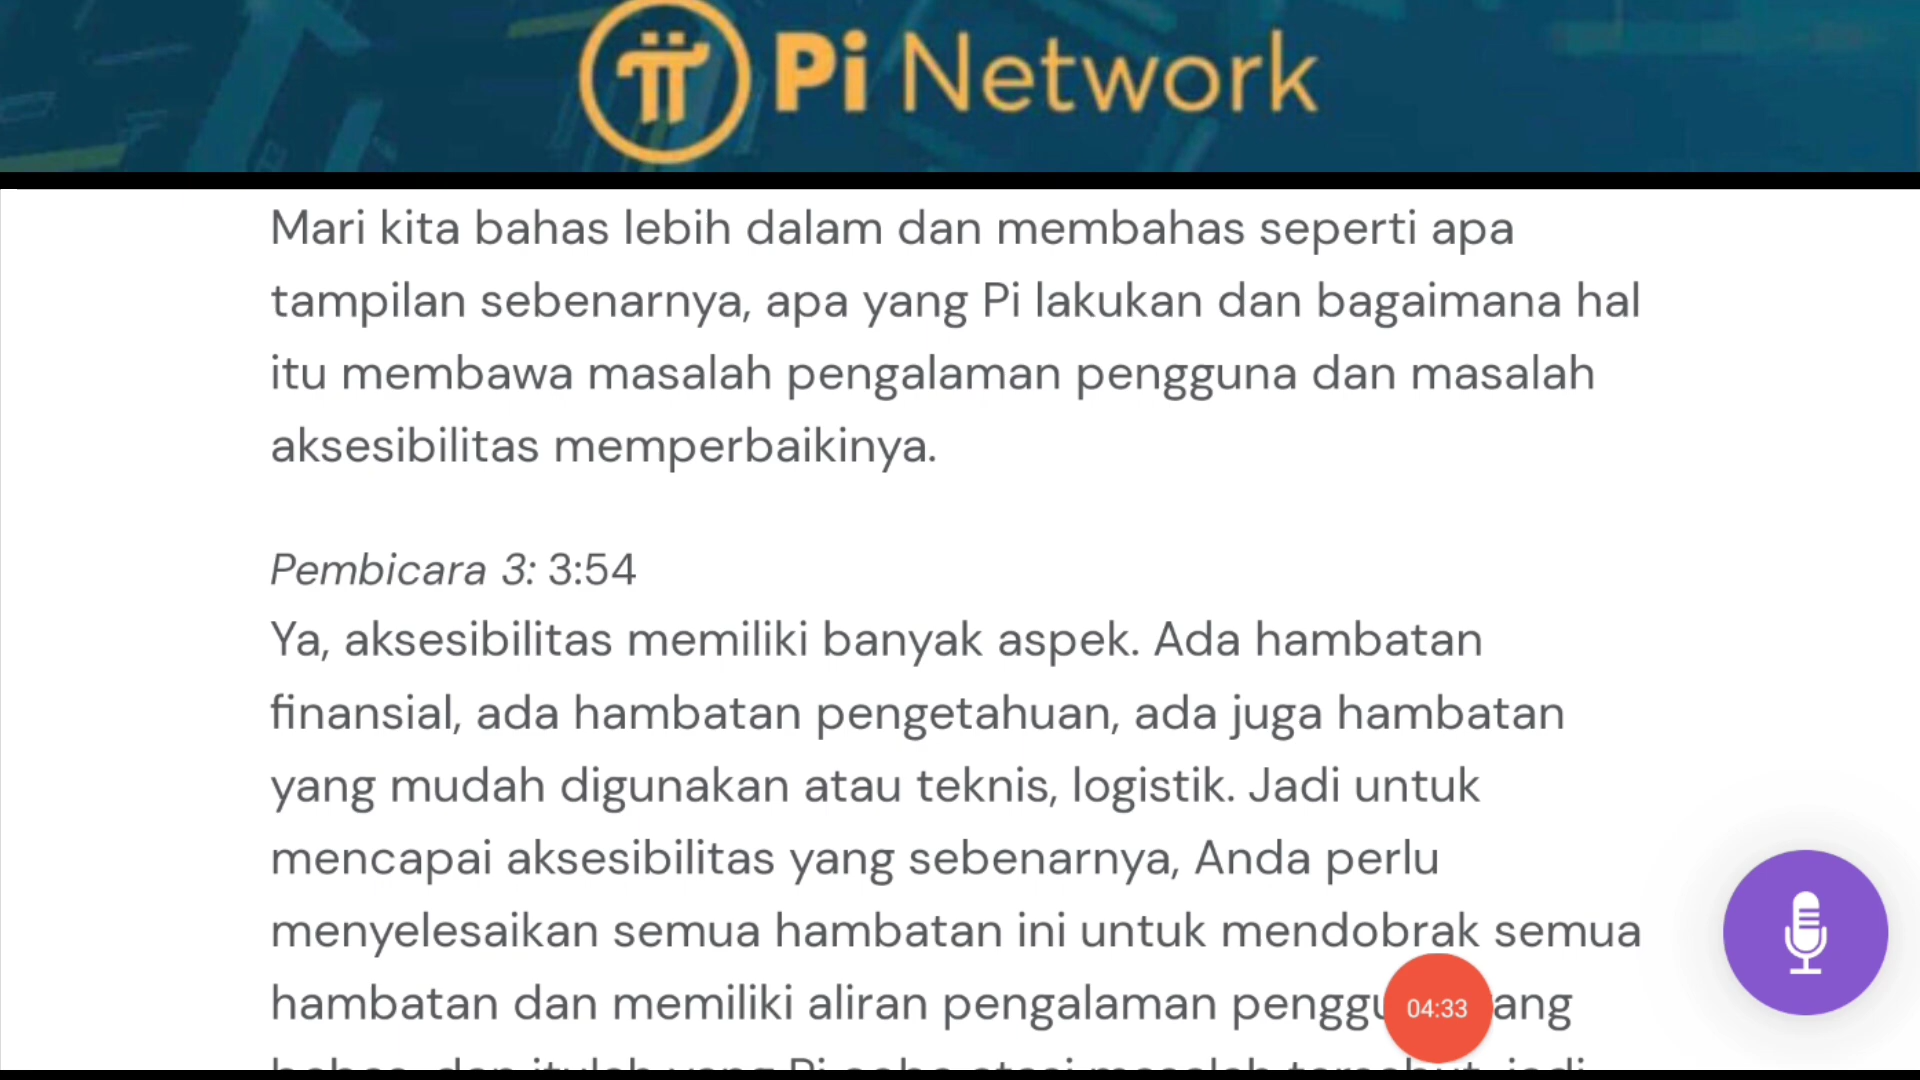 Pi Network
Mari kita bahas lebih dalam dan membahas seperti apa
tampilan sebenarnya, apa yang Pi lakukan dan bagaimana hal
itu membawa masalah pengalaman pengguna dan masalah
aksesibilitas memperbaikinya.
Pembicara 3: 3:54
Ya, aksesibilitas memiliki banyak aspek. Ada hambatan
finansial, ada hambatan pengetahuan, ada juga hambatan
yang mudah digunakan atau teknis, logistik. Jadi untuk
mencapai aksesibilitas yang sebenarnya, Anda perlu
menyelesaikan semua hambatan ini untuk mendobrak semua
hambatan dan memiliki aliran pengalaman
04:33